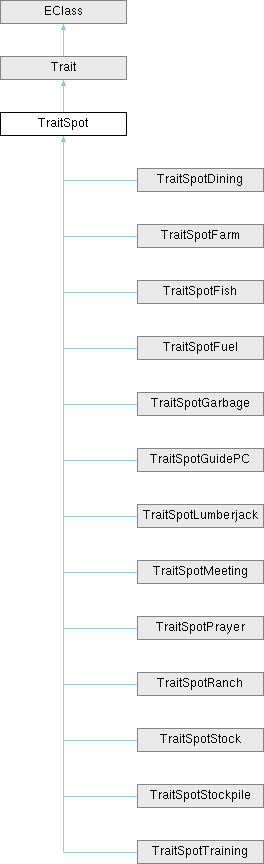 EClass
Trait
TraitSpot
TraitSpotDining
TraitSpotFarm
TraitSpotFish
TraitSpotFuel
TraitSpotGarbage
TraitSpotGuidePC
TraitSpotLumberjack
TraitSpotMeeting
TraitSpotPrayer
TraitSpotRanch
TraitSpotStock
TraitSpotStockpile
TraitSpotTraining